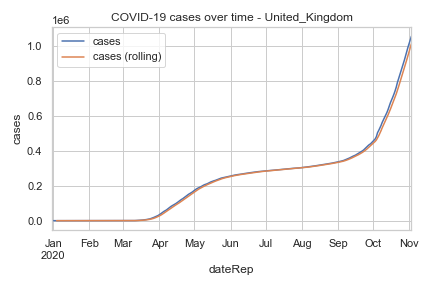 COVID-19 cases over time - United_Kingdom
1e6
cases
cases (rolling)
1.0
0.8
0.6
0.4
0.2
0.0
cases
Jan Feb Mar Apr May Jun Jul Aug Sep Oct Nov
2020
dateRep